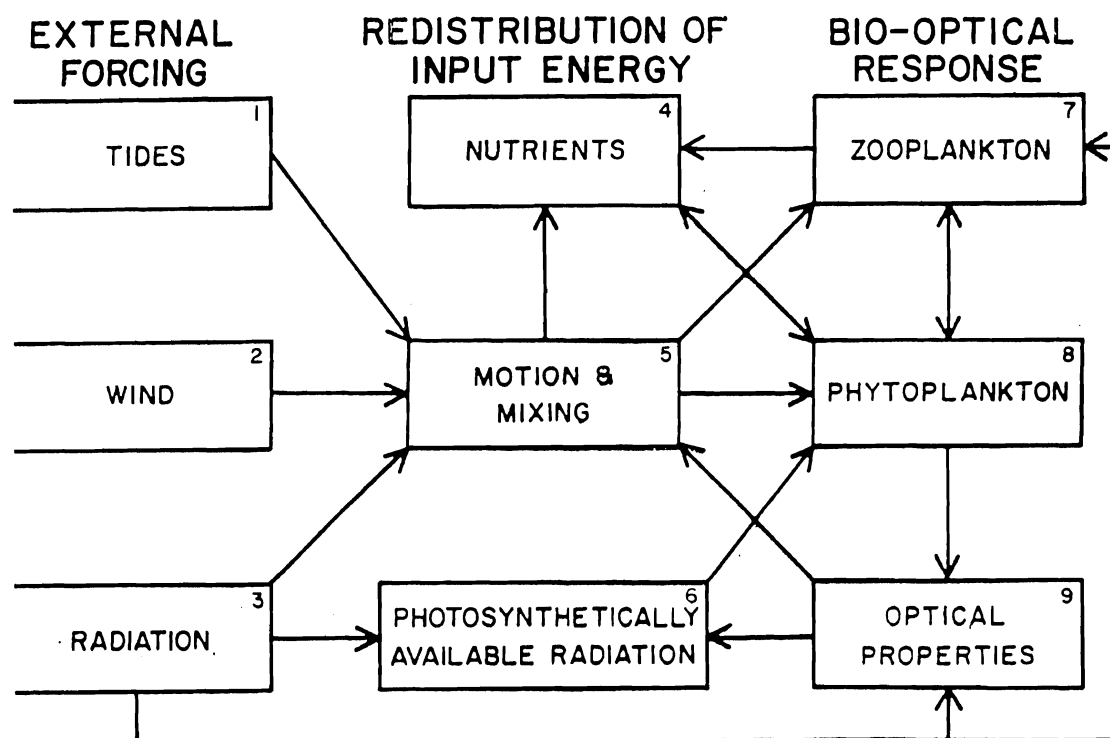 EXTERNAL
FORCING
REDISTRIBUTION OF
INPUT ENERGY
BIO-OPTICAL
RESPONSE
1
TIDES
4
NUTRIENTS
7
ZOOPLANKTON
2
WIND
5
MOTION &
MIXING
8
PHYTOPLANKTON
3
RADIATION
6
PHOTOSYNTHETICALLY
AVAILABLE RADIATION
9
OPTICAL
PROPERTIES